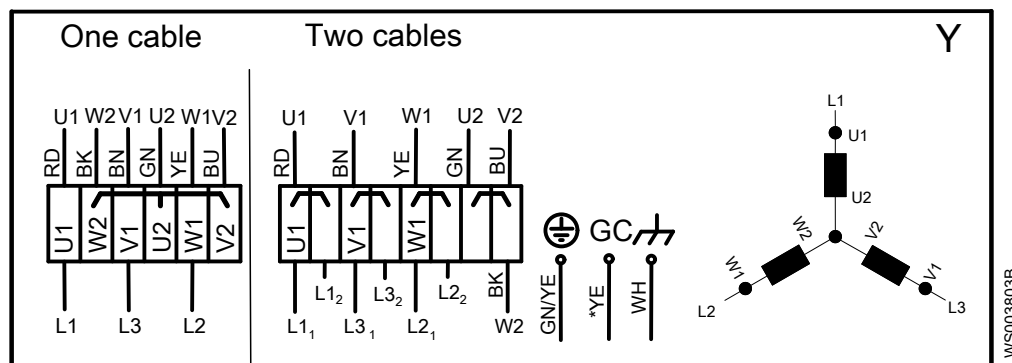 One cable
Two cables
Y
U1 W2 V1 U2 W1 V2
RD BK BN GN YE BU
U1 W2 V1 U2 W1 V2
L1 L3 L2
U1 V1 W1 U2 V2
RD BN YE GN BU
U1 V1 W1
L1₂ L3₂ L2₂ BK
L1₁ L3₁ L2₁ W2
GC
GN/YE *YE WH
L1
U1
U2
W2 V2
W1 V1
L2 L3
WS003803B